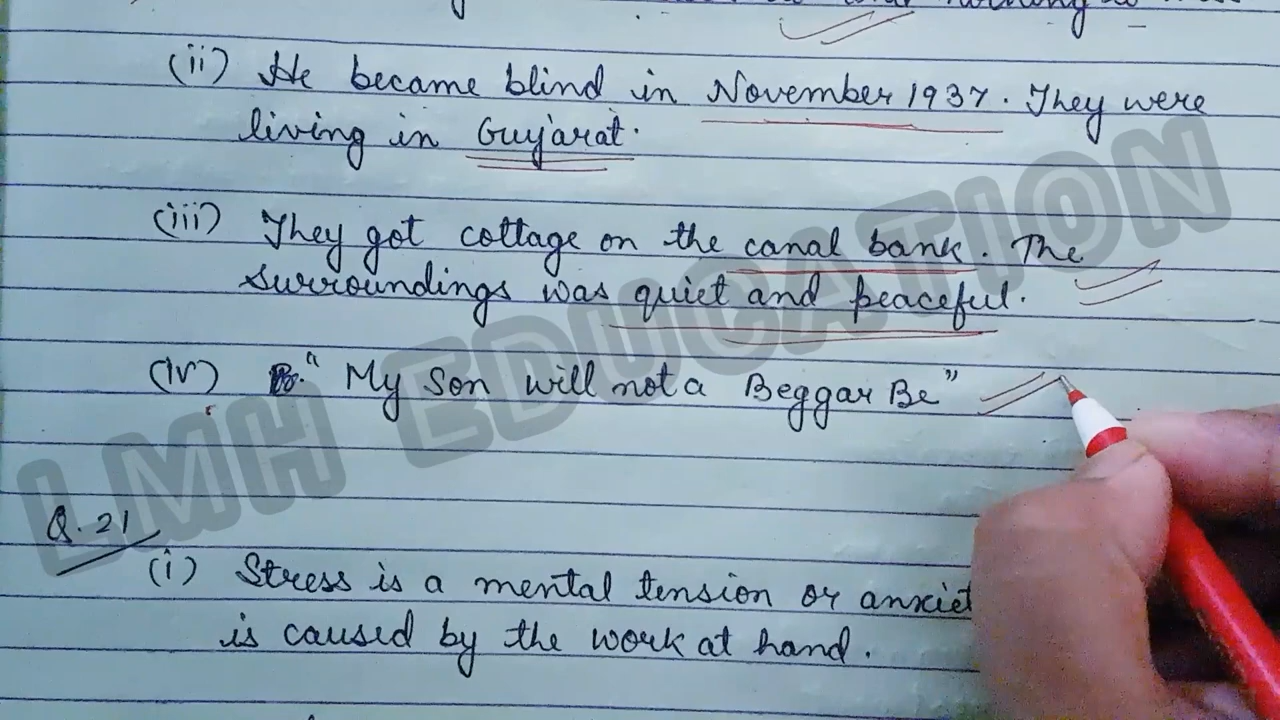 (ii) He became blind in November 1937. They were
living in Gujarat.
(iii) They got cottage on the canal bank. The
surroundings was quiet and peaceful.
(iv) "My Son will not a Beggar Be"
Q.21
(i) Stress is a mental tension or anxiet
is caused by the work at hand.
LMH EDUCATION